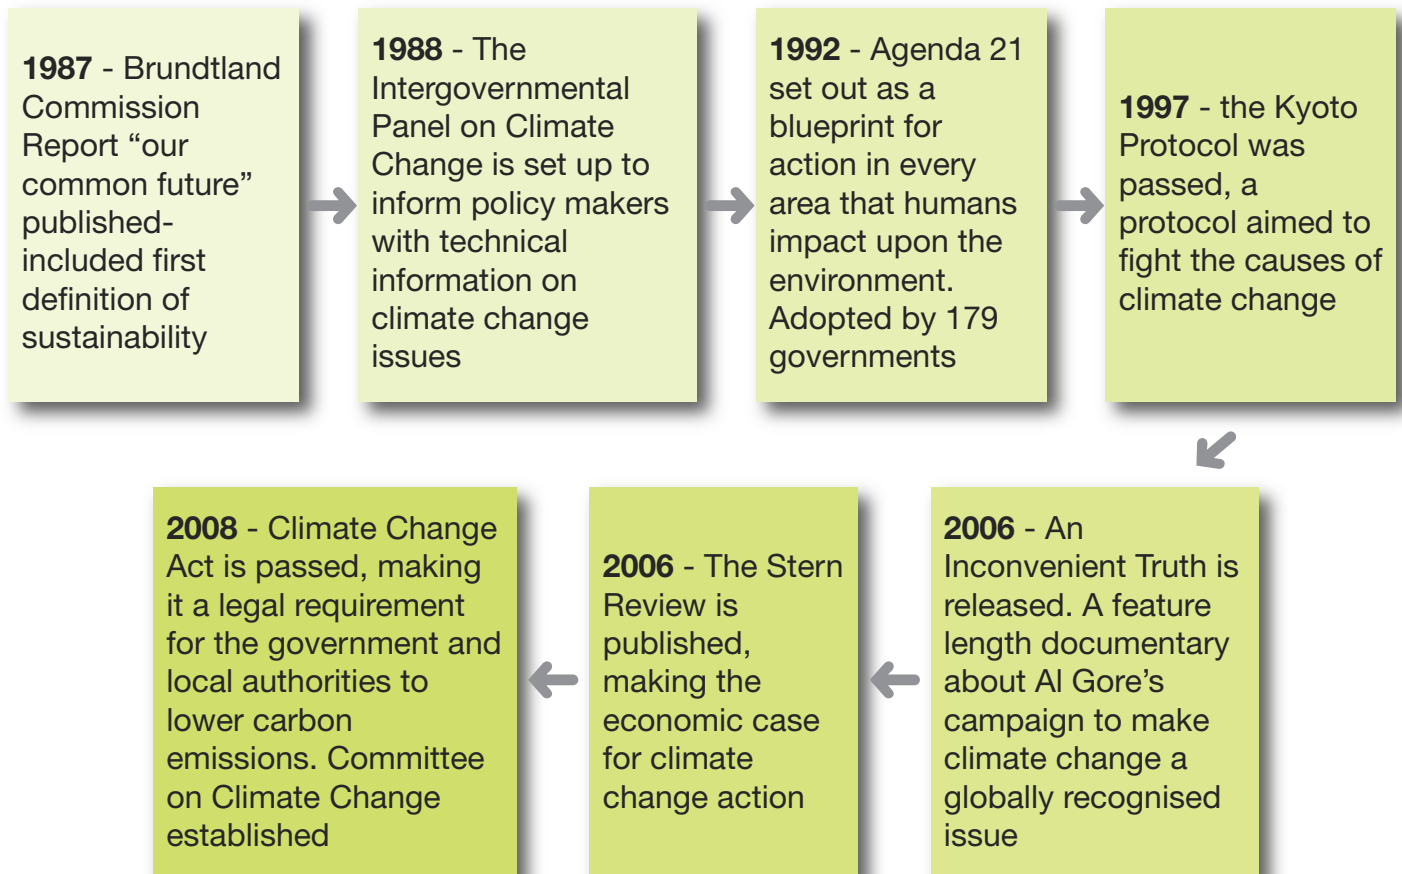 1987 - Brundtland
Commission
Report “our
common future”
published-
included first
definition of
sustainability
1988 - The
Intergovernmental
Panel on Climate
Change is set up to
inform policy makers
with technical
information on
climate change
issues
1992 - Agenda 21
set out as a
blueprint for
action in every
area that humans
impact upon the
environment.
Adopted by 179
governments
1997 - the Kyoto
Protocol was
passed, a
protocol aimed to
fight the causes of
climate change
2006 - An
Inconvenient Truth is
released. A feature
length documentary
about Al Gore’s
campaign to make
climate change a
globally recognised
issue
2006 - The Stern
Review is
published,
making the
economic case
for climate
change action
2008 - Climate Change
Act is passed, making
it a legal requirement
for the government and
local authorities to
lower carbon
emissions. Committee
on Climate Change
established